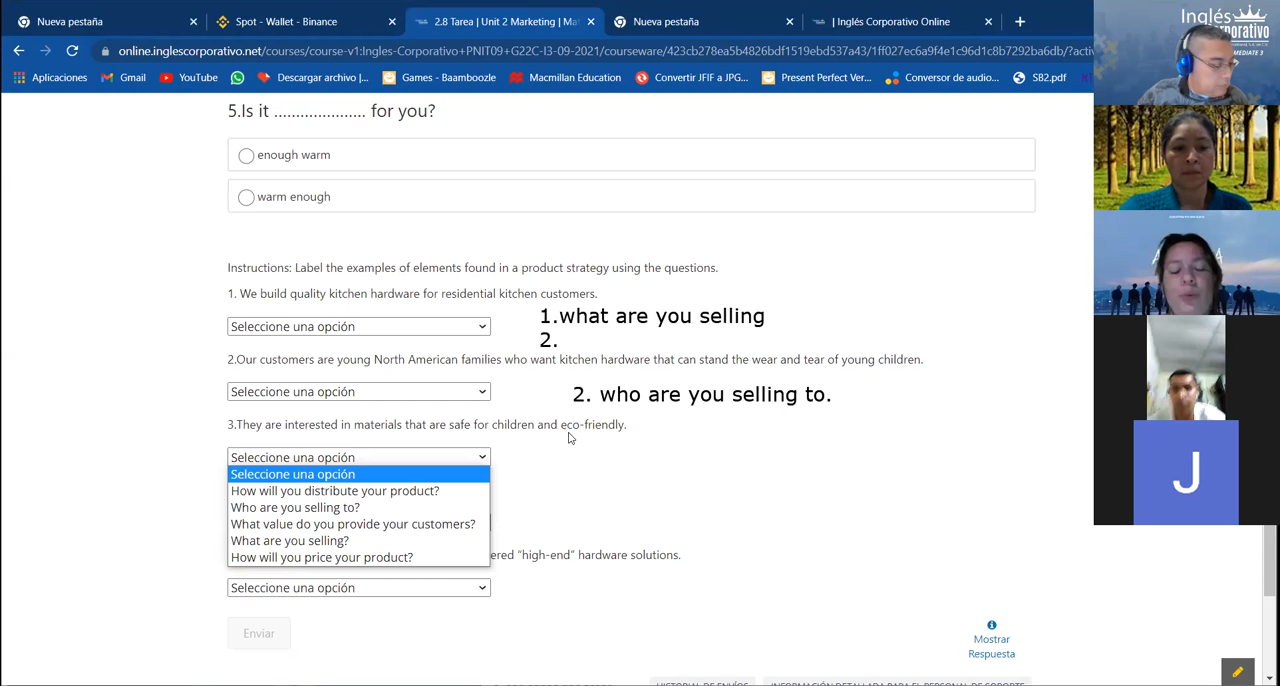 Nueva pestaña
Spot - Wallet - Binance
2.8 Tarea | Unit 2 Marketing | Ma
Nueva pestaña
| Inglés Corporativo Online
online.inglescorporativo.net/courses/course-v1:Ingles-Corporativo+PNIT09+G22C-I3-09-2021/courseware/423cb278ea5b4826bdf1519ebd537a43/1ff027ec6a9f4e1c96d1c8b7292ba6db/?acti
Aplicaciones
Gmail
YouTube
Descargar archivo |...
Games - Baamboozle
Macmillan Education
Convertir JFIF a JPG...
Present Perfect Ver...
Conversor de audio...
SB2.pdf
Inglés
Corporativo
MEDIATE 3
5.Is it ..................... for you?
enough warm
warm enough
Instructions: Label the examples of elements found in a product strategy using the questions.
1. We build quality kitchen hardware for residential kitchen customers.
Seleccione una opción
1.what are you selling
2.
2.Our customers are young North American families who want kitchen hardware that can stand the wear and tear of young children.
Seleccione una opción
2. who are you selling to.
3.They are interested in materials that are safe for children and eco-friendly.
Seleccione una opción
Seleccione una opción
How will you distribute your product?
Who are you selling to?
What value do you provide your customers?
What are you selling?
How will you price your product?
ered “high-end” hardware solutions.
Seleccione una opción
Enviar
Mostrar
Respuesta
J